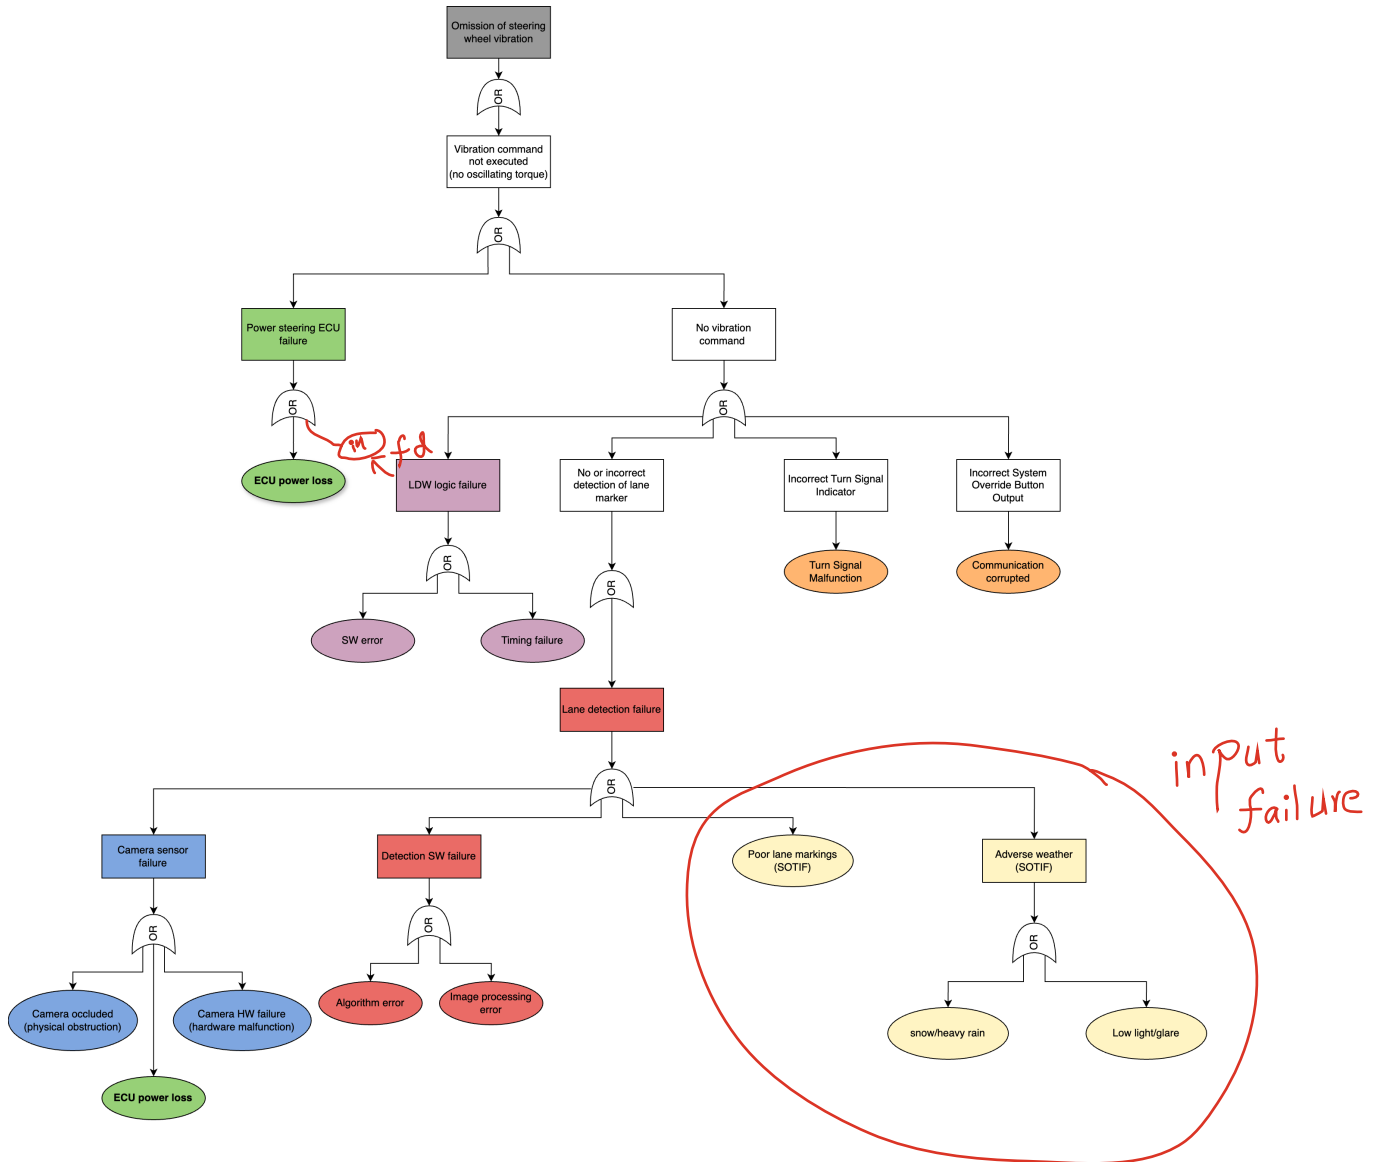 Omission of steering
wheel vibration
OR
Vibration command
not executed
(no oscillating torque)
OR
Power steering ECU
failure
No vibration
command
OR
OR
in
fd
ECU power loss
LDW logic failure
No or incorrect
detection of lane
marker
Incorrect Turn Signal
Indicator
Incorrect System
Override Button
Output
OR
OR
Turn Signal
Malfunction
Communication
corrupted
SW error
Timing failure
Lane detection failure
input
failure
OR
Camera sensor
failure
Detection SW failure
Poor lane markings
(SOTIF)
Adverse weather
(SOTIF)
OR
OR
OR
Camera occluded
(physical obstruction)
Camera HW failure
(hardware malfunction)
Algorithm error
Image processing
error
snow/heavy rain
Low light/glare
ECU power loss